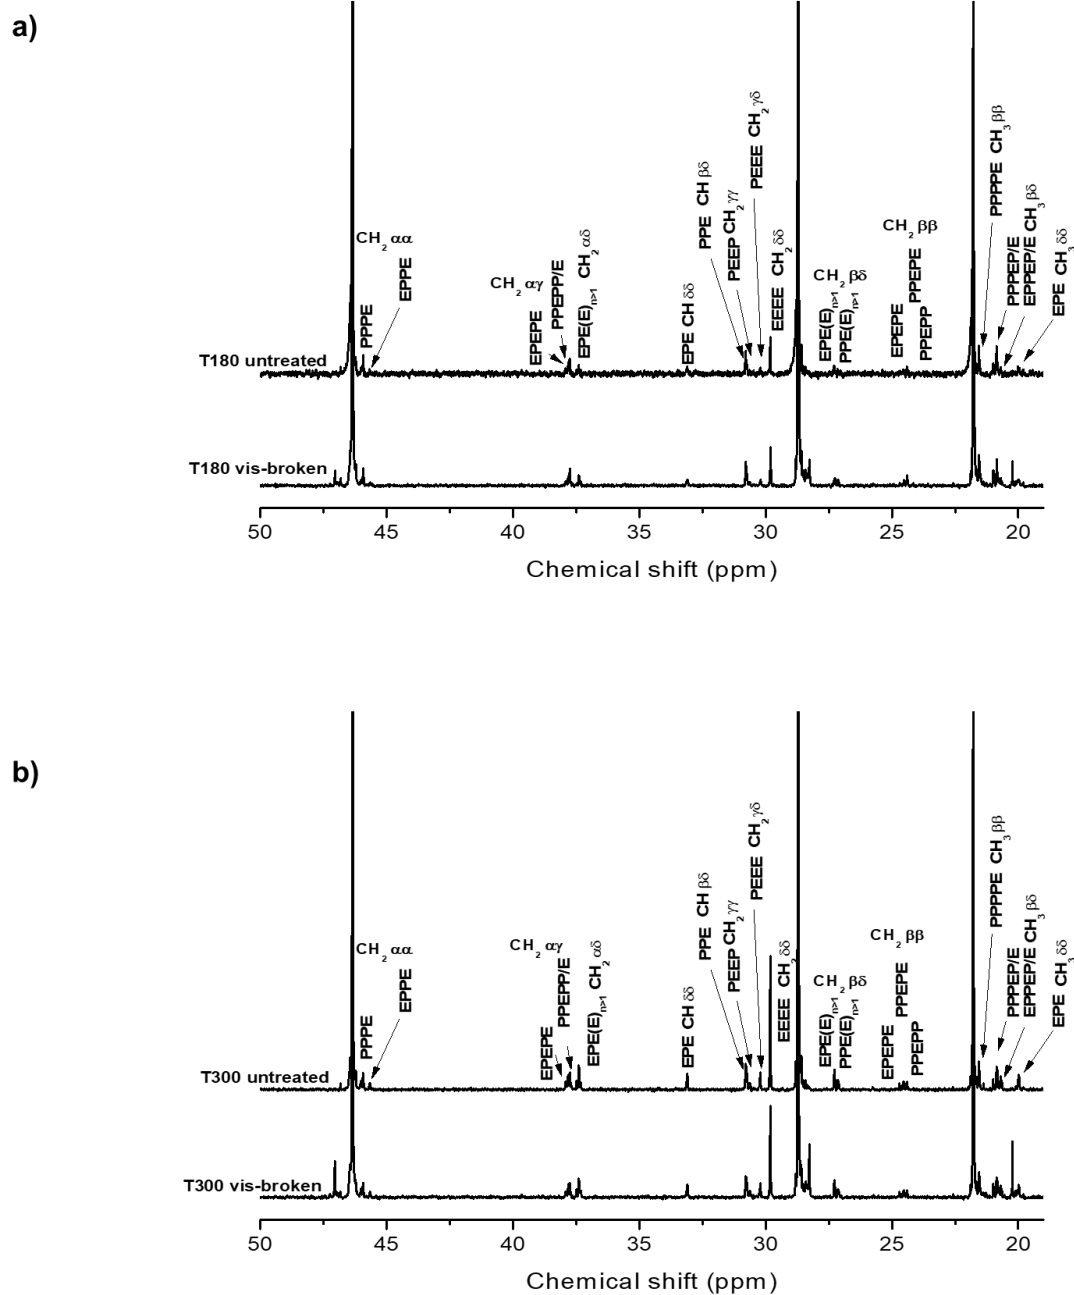 a)
T180 untreated
T180 vis-broken
CH2 αα
PPPE
EPPE
CH2 αγ
EPEPE
PPEPP/E
EPE(E)n>1 CH2 αδ
EPE CH δδ
PPE CH βδ
PEEP CH2 γγ
PEEE CH2 γδ
EEEE CH2 δδ
CH2 βδ
EPE(E)n>1
PPE(E)n>1
CH2 ββ
EPEPE
PPEPE
PPEPP
PPPPE CH3 ββ
PPPEP/E
EPPEP/E CH3 βδ
EPE CH3 δδ
50 45 40 35 30 25 20
Chemical shift (ppm)
b)
T300 untreated
T300 vis-broken
CH2 αα
PPPE
EPPE
CH2 αγ
EPEPE
PPEPP/E
EPE(E)n>1 CH2 αδ
EPE CH δδ
PPE CH βδ
PEEP CH2 γγ
PEEE CH2 γδ
EEEE CH2 δδ
CH2 βδ
EPE(E)n>1
PPE(E)n>1
CH2 ββ
EPEPE
PPEPE
PPEPP
PPPPE CH3 ββ
PPPEP/E
EPPEP/E CH3 βδ
EPE CH3 δδ
50 45 40 35 30 25 20
Chemical shift (ppm)